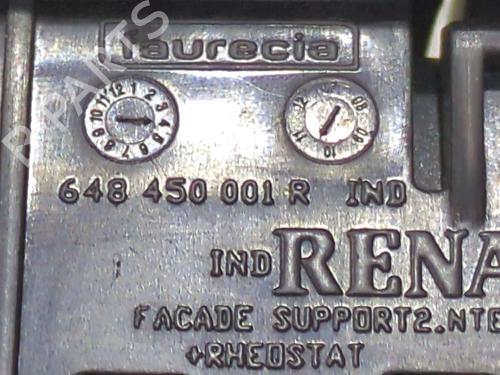 faurecia
648 450 001 R IND
IND RENA
FACADE SUPPORT2.NTE
+RHEOSTAT